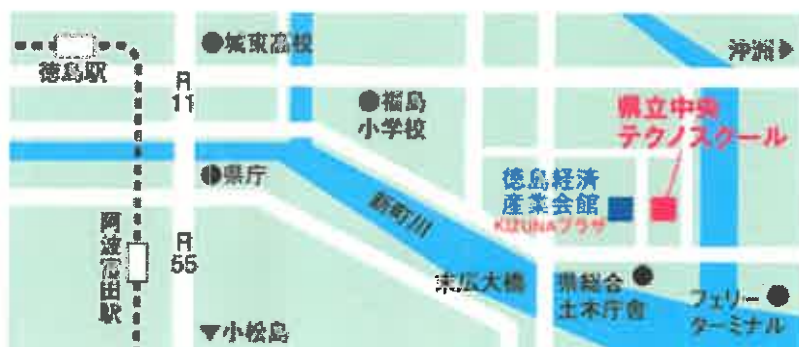 徳島駅
城東高校
沖洲
R
11
福島
小学校
県立中央
テクノスクール
県庁
徳島経済
産業会館
KIZUNAプラザ
新町川
阿波富田駅
R
55
末広大橋
県総合
土木庁舎
フェリー
ターミナル
小松島